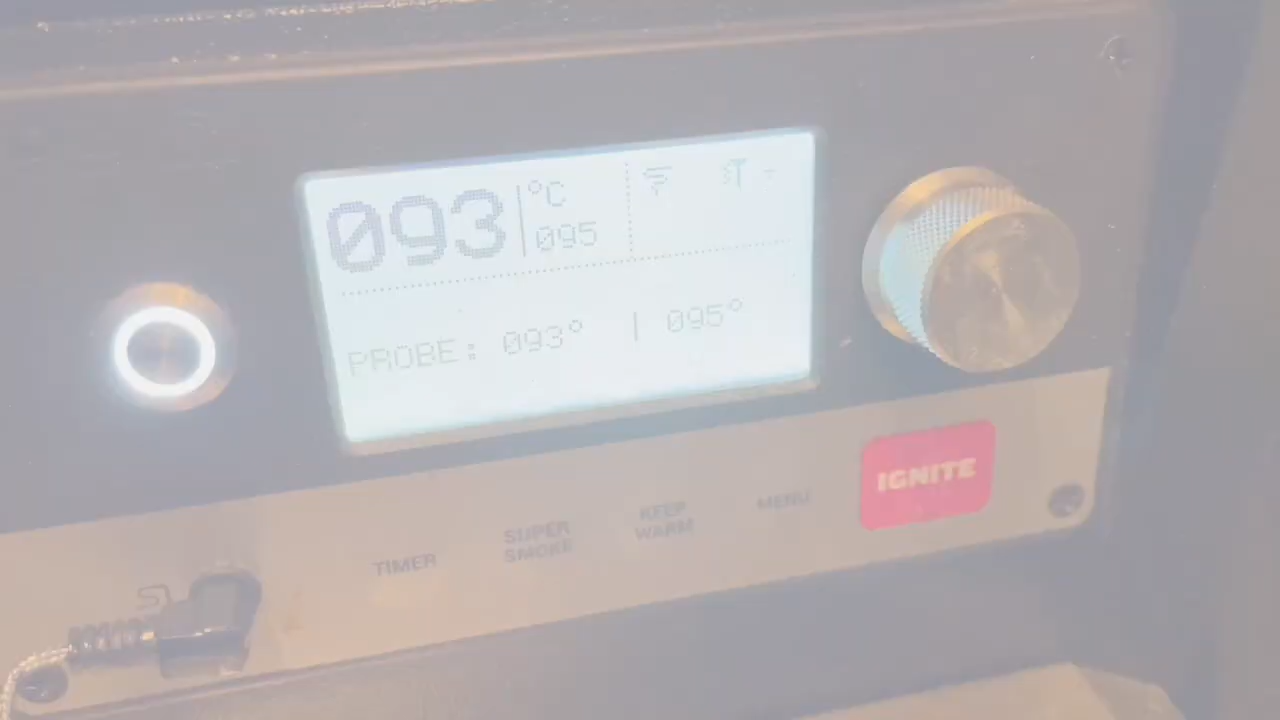 093 °C
095
PROBE: 093° | 095°
TIMER
SUPER
SMOKE
KEEP
WARM
MENU
IGNITE